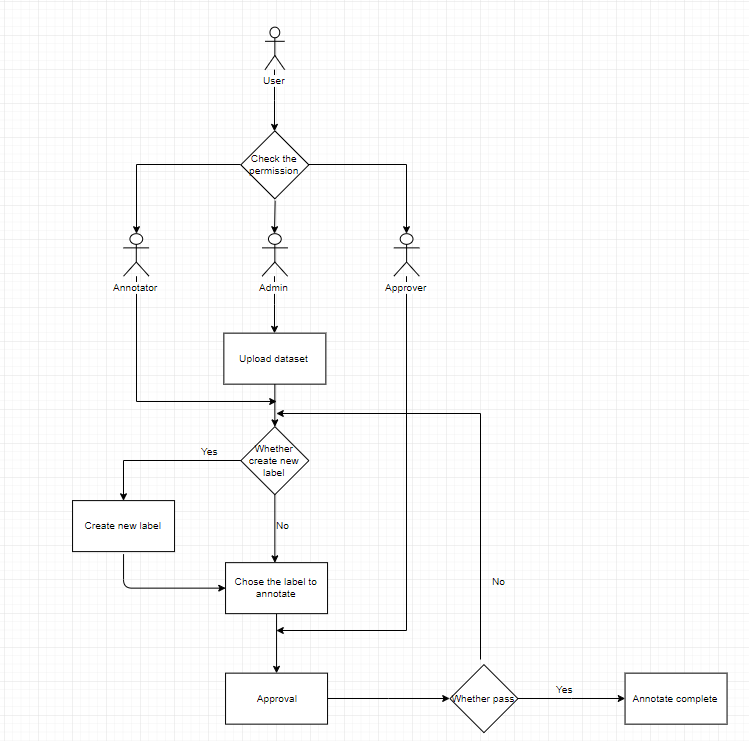 User
Check the
permission
Annotator
Admin
Approver
Upload dataset
Whether
create new
label
Yes
Create new label
No
Chose the label to
annotate
No
Approval
Whether pass
Yes
Annotate complete